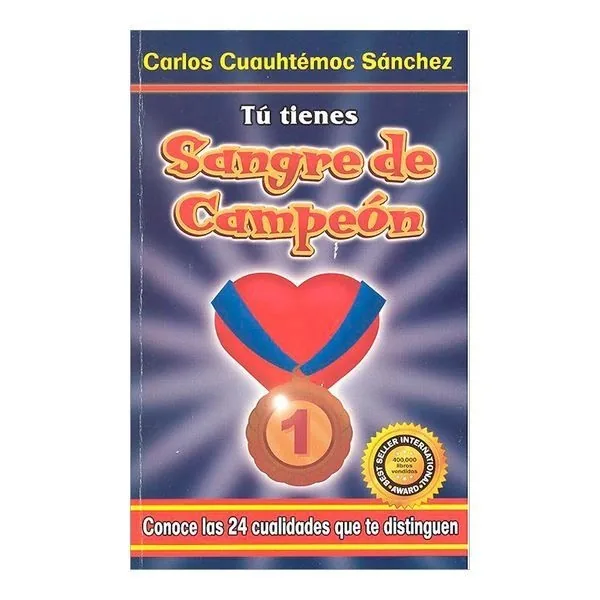 Carlos Cuauhtémoc Sánchez
Tú tienes
Sangre de
Campeón
1
BEST SELLER INTERNATIONAL
400,000
libros
vendidos
AWARD
Conoce las 24 cualidades que te distinguen